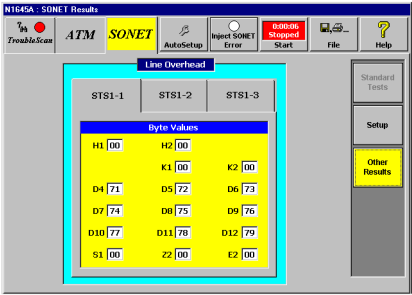 N1645A : SONET Results
TroubleScan
ATM
SONET
AutoSetup
Inject SONET
Error
0:00:06
Stopped
Start
File
?
Help
Line Overhead
STS1-1
STS1-2
STS1-3
Byte Values
H1 00 H2 00
K1 00 K2 00
D4 71 D5 72 D6 73
D7 74 D8 75 D9 76
D10 77 D11 78 D12 79
S1 00 Z2 00 E2 00
Standard
Tests
Setup
Other
Results